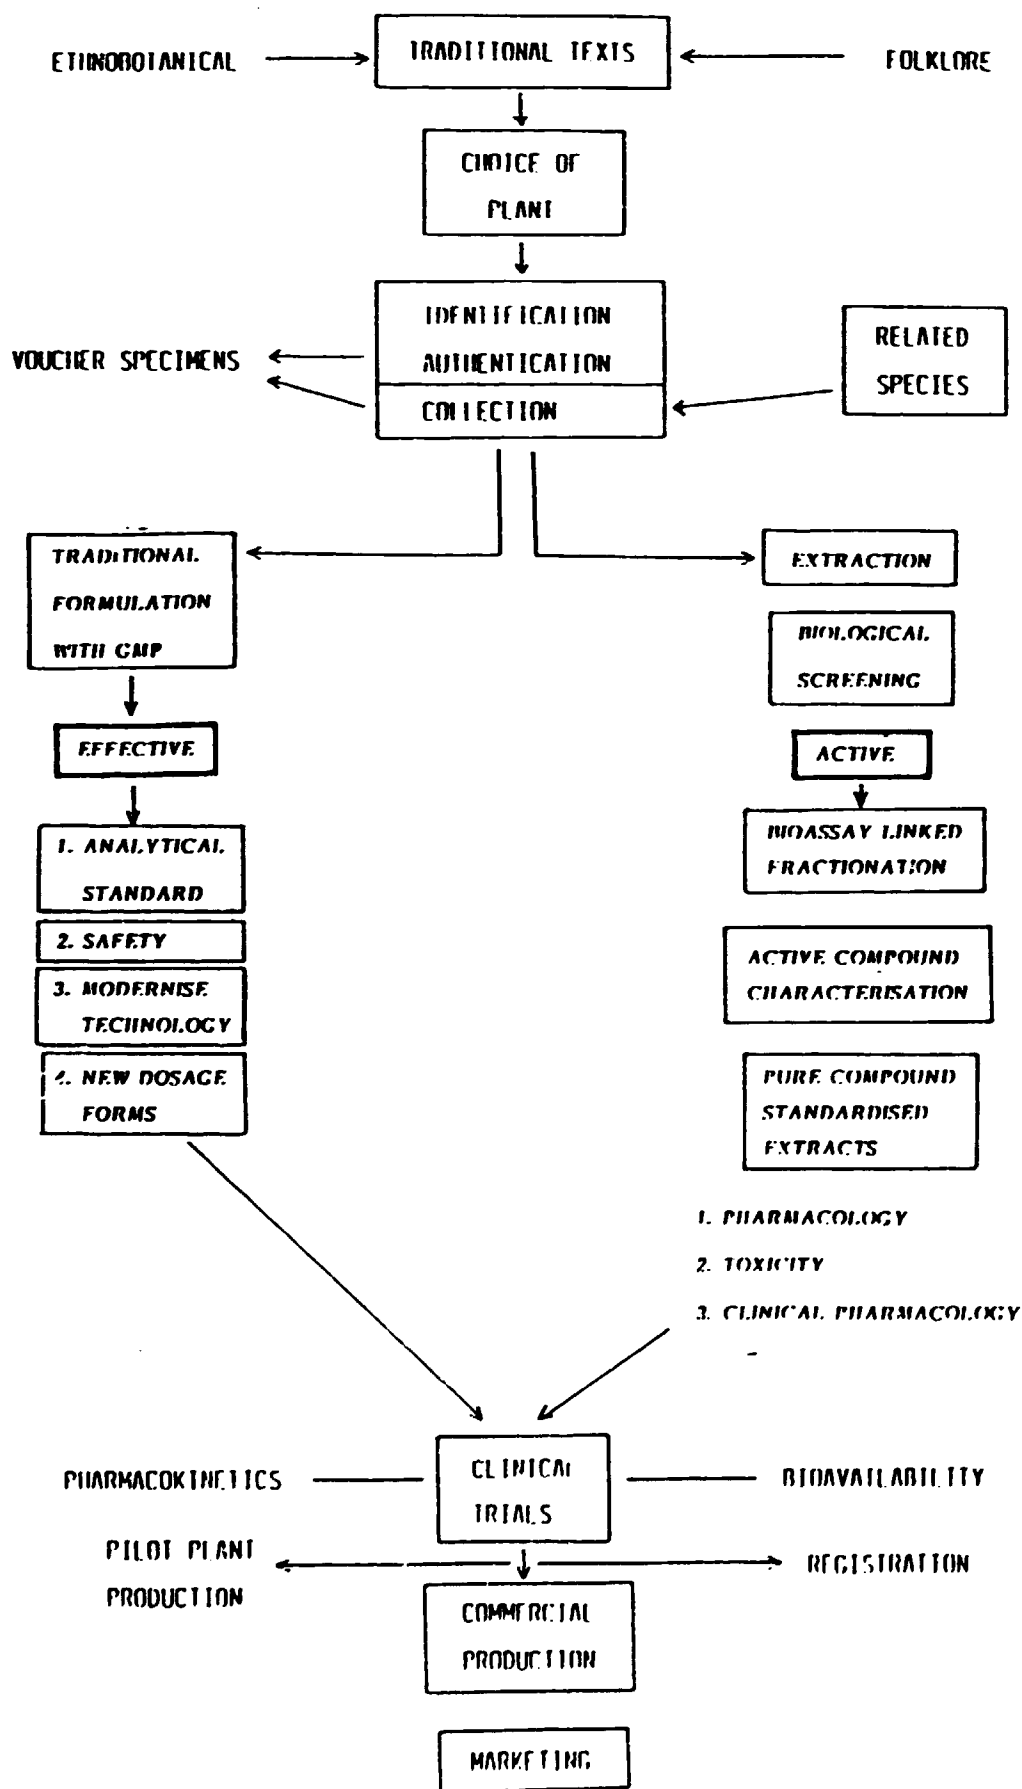 ETHNOBOTANICAL
TRADITIONAL TEXTS
FOLKLORE
CHOICE OF
PLANT
IDENTIFICATION
AUTHENTICATION
COLLECTION
VOUCHER SPECIMENS
RELATED
SPECIES
TRADITIONAL
FORMULATION
WITH GMP
EFFECTIVE
1. ANALYTICAL
STANDARD
2. SAFETY
3. MODERNISE
TECHNOLOGY
4. NEW DOSAGE
FORMS
EXTRACTION
BIOLOGICAL
SCREENING
ACTIVE
BIOASSAY LINKED
FRACTIONATION
ACTIVE COMPOUND
CHARACTERISATION
PURE COMPOUND
STANDARDISED
EXTRACTS
1. PHARMACOLOGY
2. TOXICITY
3. CLINICAL PHARMACOLOGY
PHARMACOKINETICS
CLINICAL
TRIALS
BIOAVAILABILITY
PILOT PLANT
PRODUCTION
REGISTRATION
COMMERCIAL
PRODUCTION
MARKETING